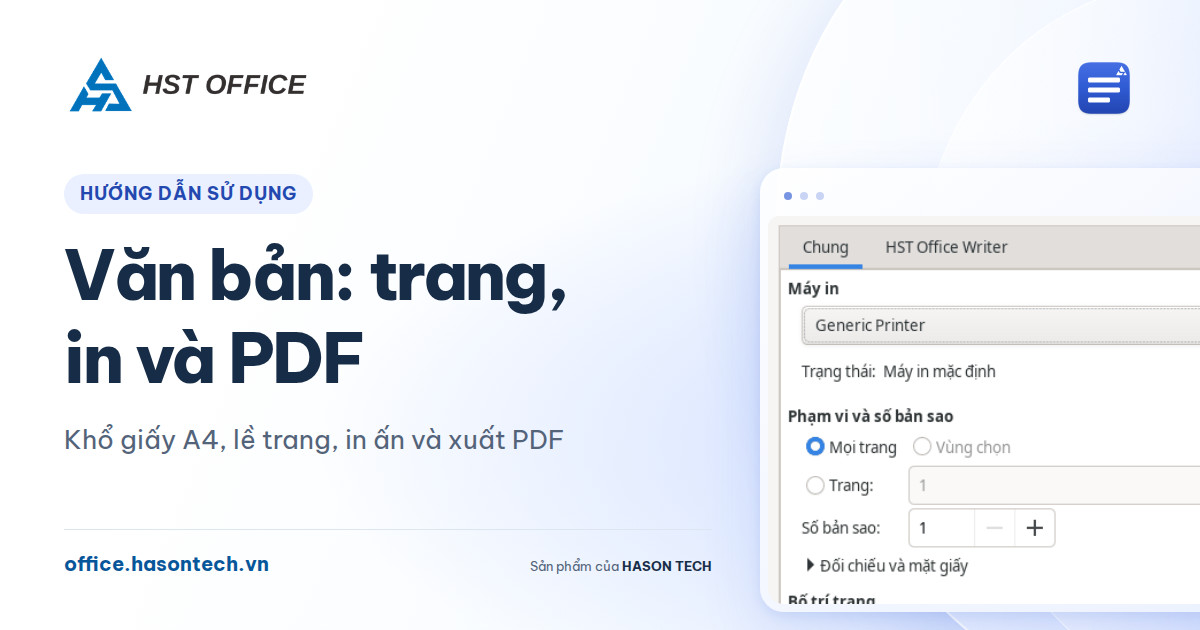 HST OFFICE
HƯỚNG DẪN SỬ DỤNG
Văn bản: trang,
in và PDF
Khổ giấy A4, lề trang, in ấn và xuất PDF
office.hasontech.vn
Sản phẩm của HASON TECH
Chung HST Office Writer
Máy in
Generic Printer
Trạng thái: Máy in mặc định
Phạm vi và số bản sao
Mọi trang Vùng chọn
Trang: 1
Số bản sao: 1
Đối chiếu và mặt giấy
Bố trí trang